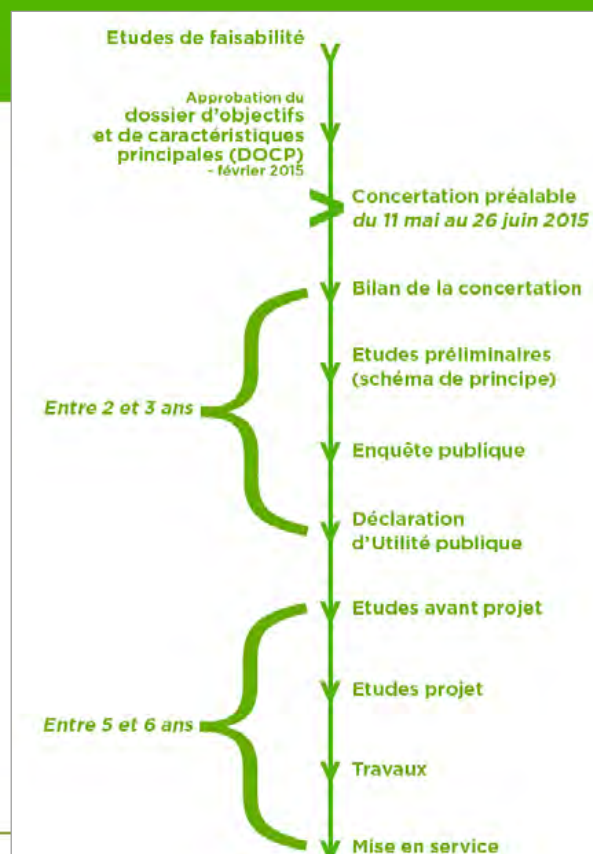 Etudes de faisabilité
Approbation du
dossier d'objectifs
et de caractéristiques
principales (DOCP)
- février 2015
Concertation préalable
du 11 mai au 26 juin 2015
Bilan de la concertation
Etudes préliminaires
(schéma de principe)
Entre 2 et 3 ans
Enquête publique
Déclaration
d'Utilité publique
Etudes avant projet
Etudes projet
Entre 5 et 6 ans
Travaux
Mise en service